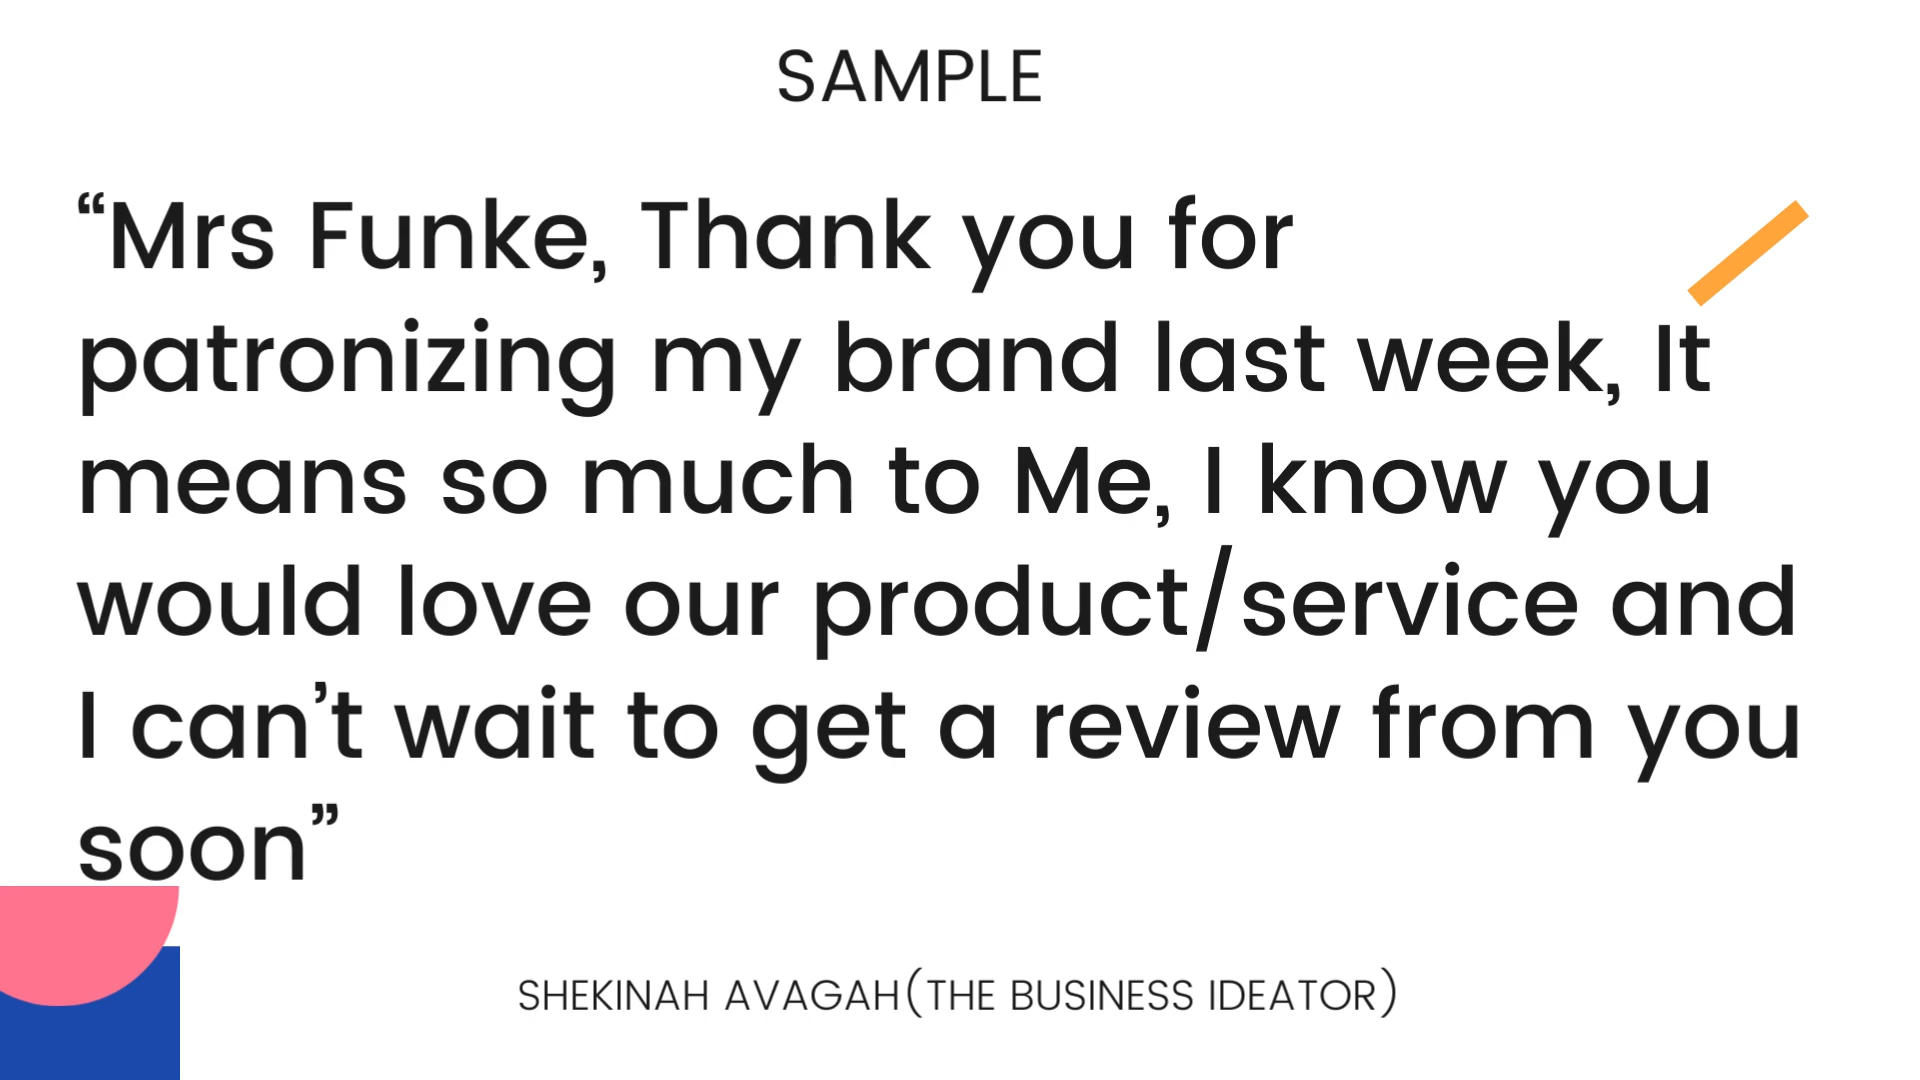 SAMPLE
“Mrs Funke, Thank you for
patronizing my brand last week, It
means so much to Me, I know you
would love our product/service and
I can’t wait to get a review from you
soon”
SHEKINAH AVAGAH(THE BUSINESS IDEATOR)